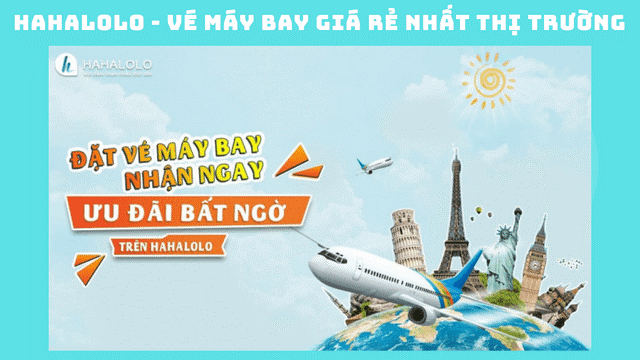 HAHALOLO - VÉ MÁY BAY GIÁ RẺ NHẤT THỊ TRƯỜNG
HAHALOLO
ĐẶT VÉ MÁY BAY
NHẬN NGAY
ƯU ĐÃI BẤT NGỜ
TRÊN HAHALOLO